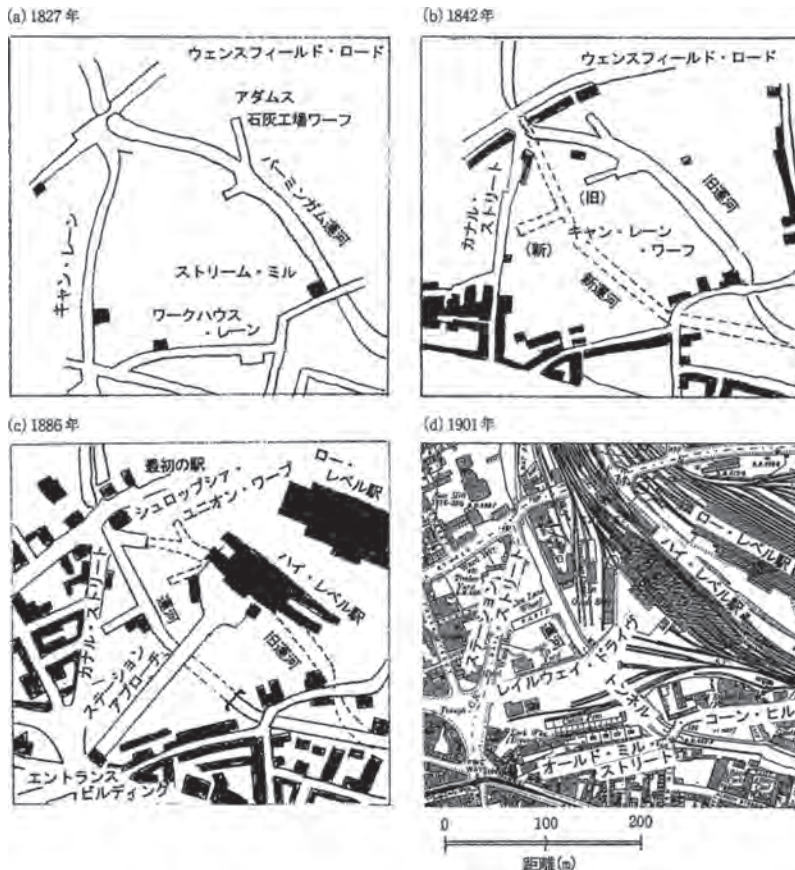 (a) 1827年
ウェンスフィールド・ロード
アダムス
石灰工場ワーフ
バーミンガム運河
キャン・レーン
ストリーム・ミル
ワークハウス
・レーン
(b) 1842年
ウェンスフィールド・ロード
カナル・
ストリート
(旧)
旧運河
キャン・レーン
・ワーフ
(新)
新運河
(c) 1886年
最初の駅
シュロップシア・
ユニオン・ワーブ
ロー・
レベル駅
ハイ・レベル駅
運河
カナル・ストリート
旧運河
ステーション
アプローチ
エントランス
ビルディング
(d) 1901年
ロー・レベル駅
ハイ・レベル駅
ステーション
ストリート
運河
レイルウェイ・ドライヴ
トンネル
コーン・ヒル
オールド・ミル
ストリート
0 100 200
距離(m)